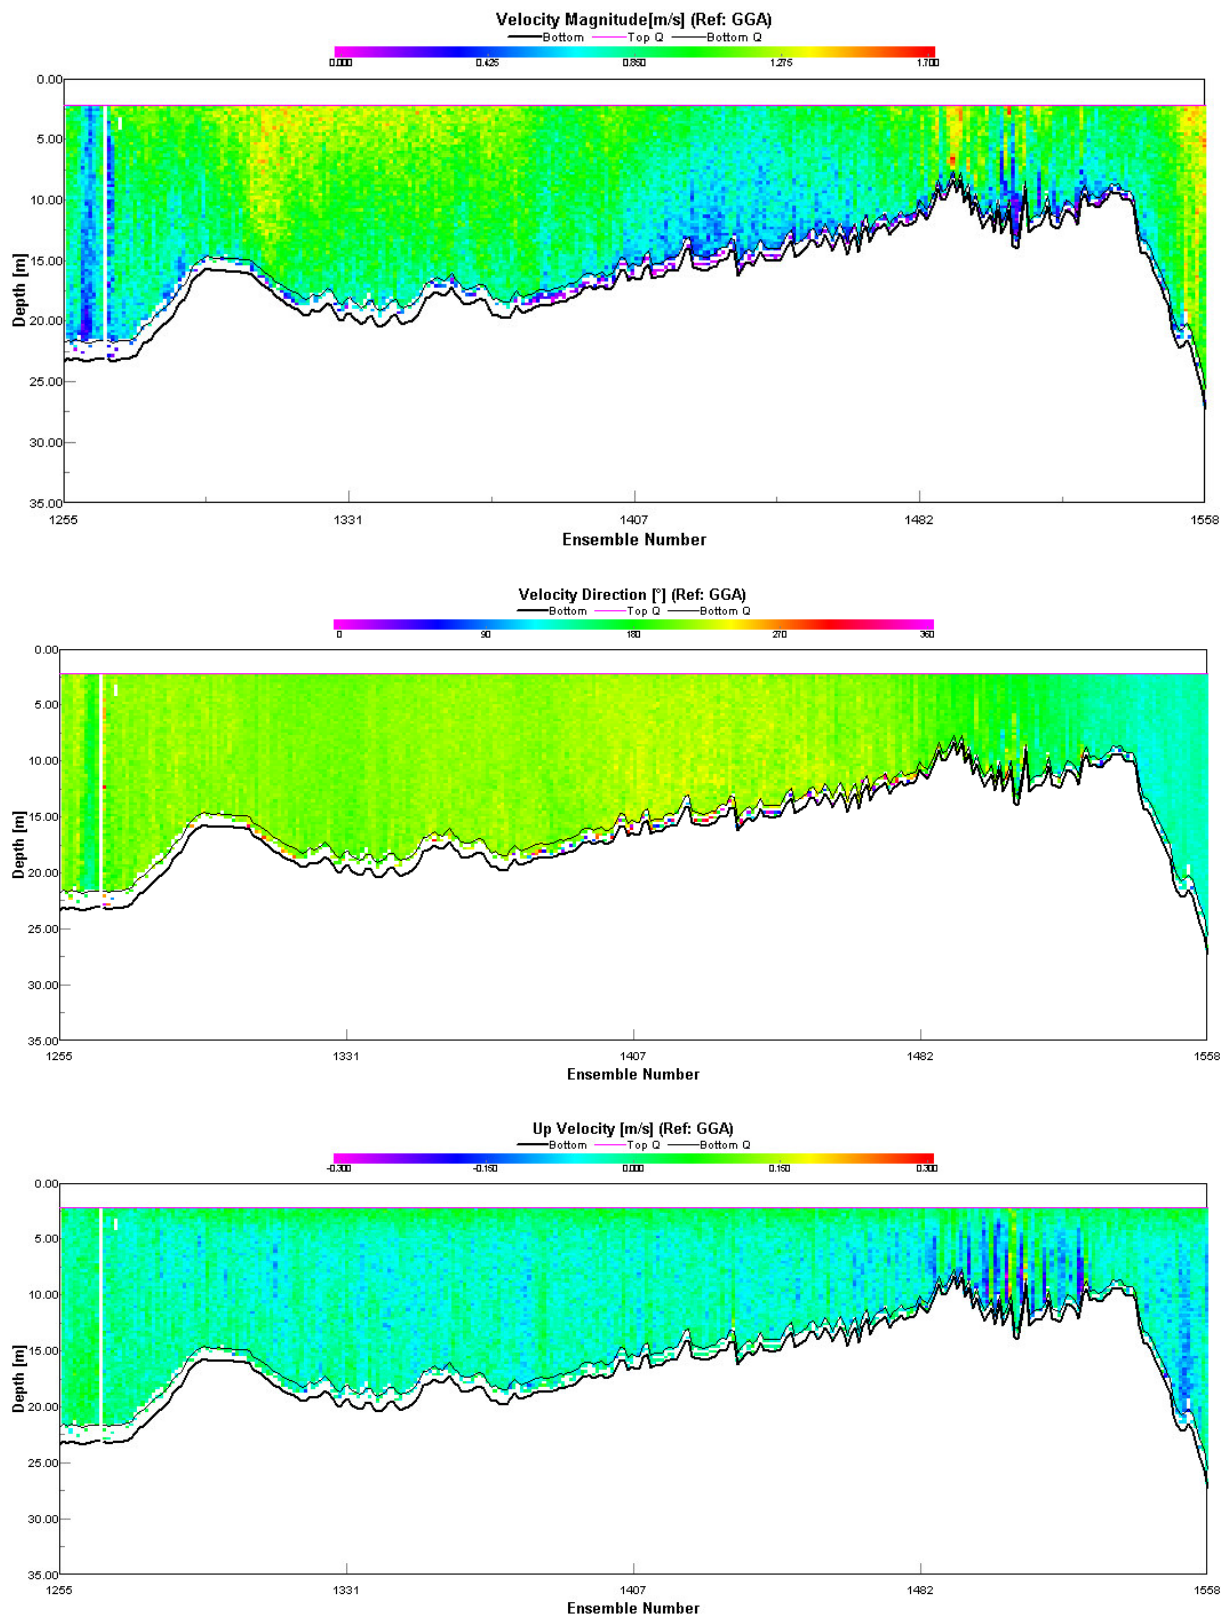 Velocity Magnitude[m/s] (Ref: GGA)
Bottom Top Q Bottom Q
0.000 0.425 0.850 1.275 1.700
0.00
5.00
10.00
15.00
20.00
25.00
30.00
35.00
Depth [m]
1255 1331 1407 1482 1558
Ensemble Number
Velocity Direction [°] (Ref: GGA)
Bottom Top Q Bottom Q
0 90 180 270 360
0.00
5.00
10.00
15.00
20.00
25.00
30.00
35.00
Depth [m]
1255 1331 1407 1482 1558
Ensemble Number
Up Velocity [m/s] (Ref: GGA)
Bottom Top Q Bottom Q
-0.300 -0.150 0.000 0.150 0.300
0.00
5.00
10.00
15.00
20.00
25.00
30.00
35.00
Depth [m]
1255 1331 1407 1482 1558
Ensemble Number